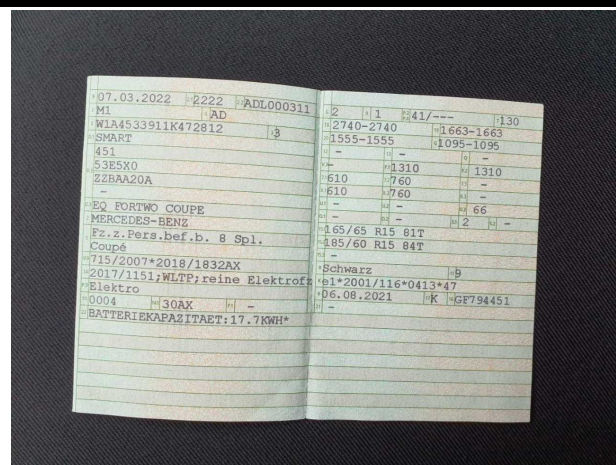 07.03.2022 2222 ADL000311
M1 AD
W1A4533911K472812 3
SMART
451
53E5X0
ZZBAA20A
-
EQ FORTWO COUPE
MERCEDES-BENZ
Fz.z.Pers.bef.b. 8 Spl.
Coupé
715/2007*2018/1832AX
2017/1151;WLTP;reine Elektrofz
Elektro
0004 30AX -
BATTERIEKAPAZITAET:17.7KWH*
2 1 41/--- 130
2740-2740 1663-1663
1555-1555 1095-1095
- - -
- 1310 1310
610 760 -
610 760 -
- - 66
- - 2 -
165/65 R15 81T
185/60 R15 84T
-
Schwarz 9
e1*2001/116*0413*47
06.08.2021 K GF794451
-